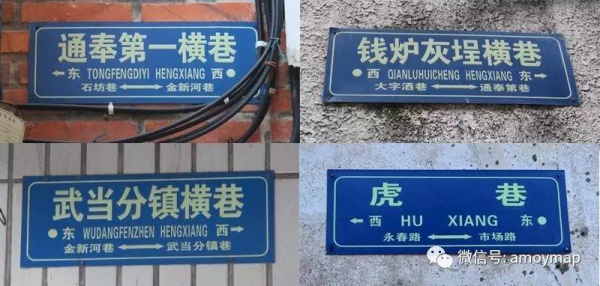 通奉第一横巷
←东 TONGFENGDIYI HENGXIANG 西●
石坊巷 ←→ 金新河巷
钱炉灰埕横巷
●西 QIANLUHUICHENG HENGXIANG 东→
大字酒巷 ←→ 通奉第巷
武当分镇横巷
●东 WUDANGFENZHEN HENGXIANG 西→
金新河巷 ←→ 武当分镇巷
虎巷
←西 HU XIANG 东●
永春路 ←→ 市场路
微信号: amoymap